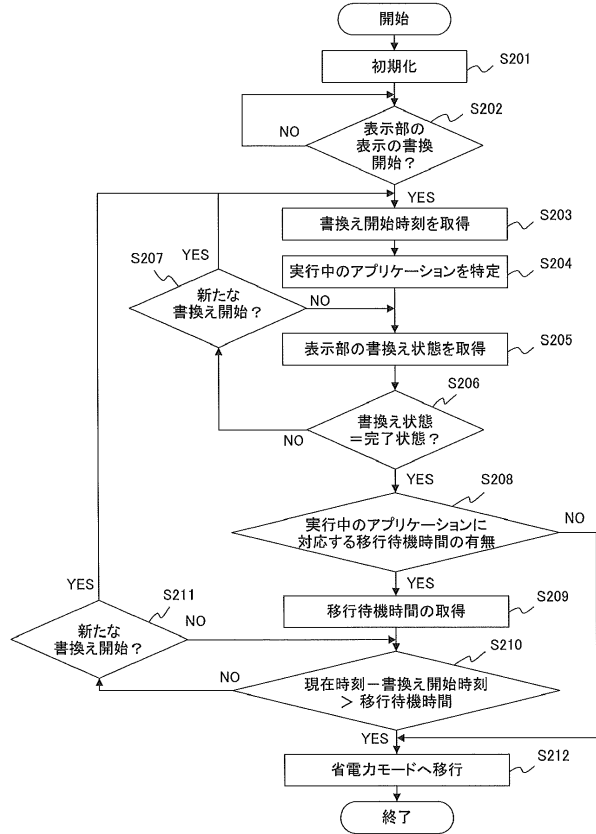 開始
初期化
S201
S202
NO
表示部の
表示の書換
開始?
YES
書換え開始時刻を取得
S203
実行中のアプリケーションを特定
S204
YES
S207
新たな
書換え開始?
NO
表示部の書換え状態を取得
S205
S206
書換え状態
=完了状態?
NO
YES
S208
実行中のアプリケーションに
対応する移行待機時間の有無
NO
YES
移行待機時間の取得
S209
YES
S211
新たな
書換え開始?
NO
S210
NO
現在時刻-書換え開始時刻
> 移行待機時間
YES
省電力モードへ移行
S212
終了